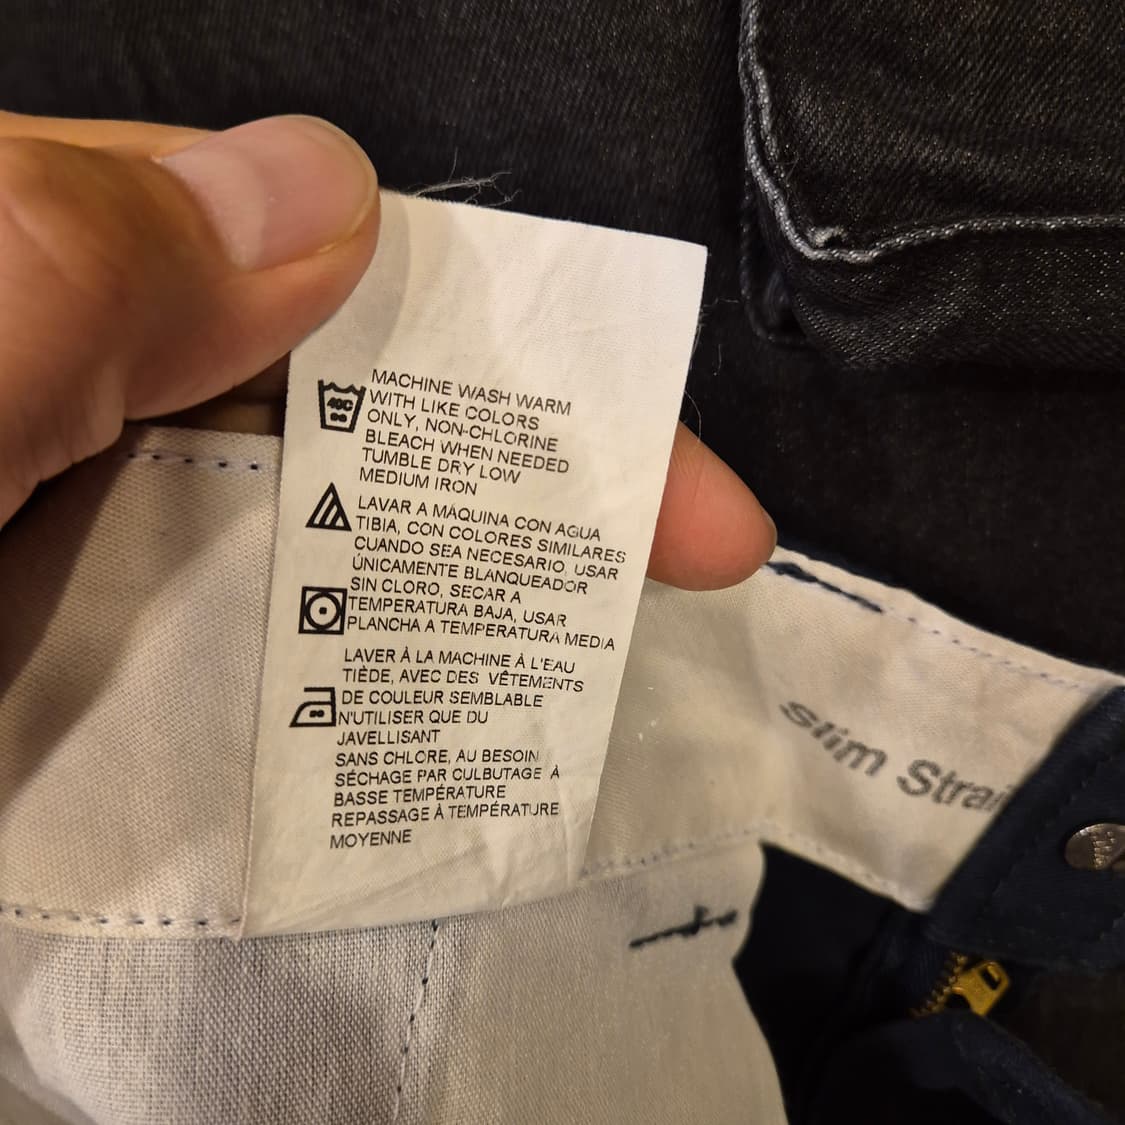 40C
MACHINE WASH WARM
WITH LIKE COLORS
ONLY, NON-CHLORINE
BLEACH WHEN NEEDED
TUMBLE DRY LOW
MEDIUM IRON
LAVAR A MÁQUINA CON AGUA
TIBIA, CON COLORES SIMILARES
CUANDO SEA NECESARIO, USAR
ÚNICAMENTE BLANQUEADOR
SIN CLORO, SECAR A
TEMPERATURA BAJA, USAR
PLANCHA A TEMPERATURA MEDIA
LAVER À LA MACHINE À L'EAU
TIÈDE, AVEC DES VÊTEMENTS
DE COULEUR SEMBLABLE
N'UTILISER QUE DU
JAVELLISANT
SANS CHLORE, AU BESOIN
SÉCHAGE PAR CULBUTAGE À
BASSE TEMPÉRATURE
REPASSAGE À TEMPÉRATURE
MOYENNE
Slim Strai